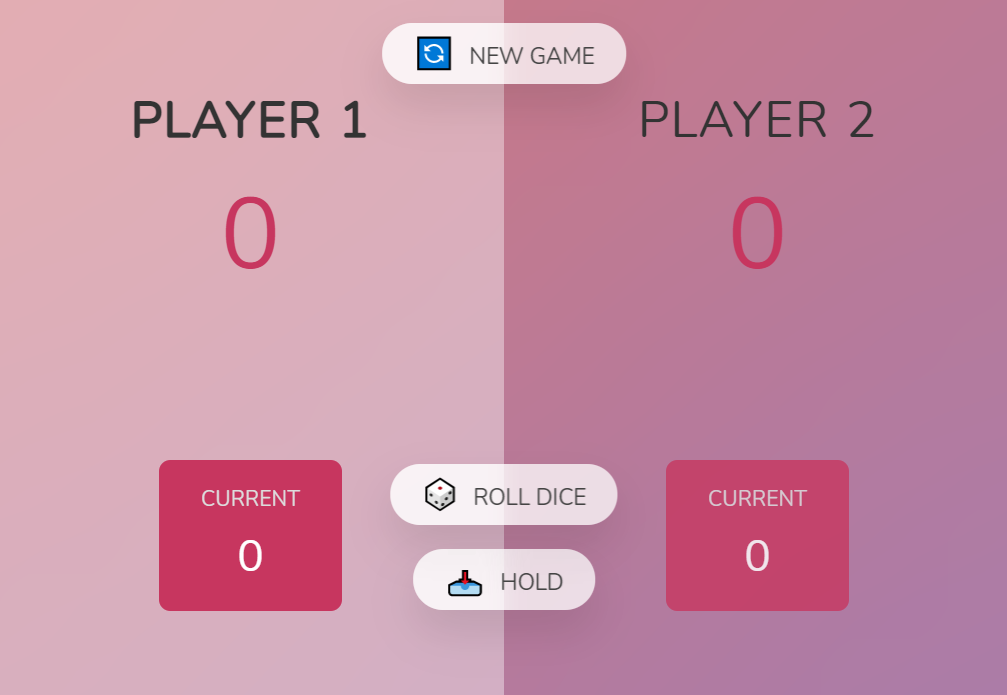 NEW GAME
PLAYER 1
PLAYER 2
0
0
CURRENT
0
ROLL DICE
HOLD
CURRENT
0